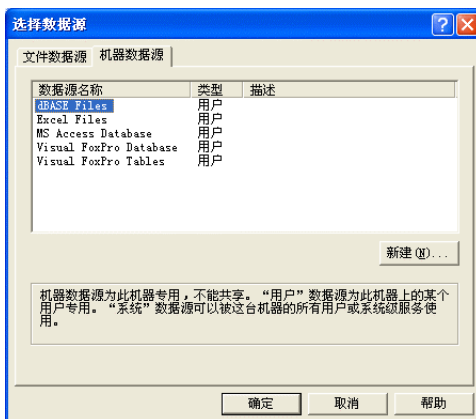 选择数据源
文件数据源 机器数据源
数据源名称 类型 描述
dBASE Files 用户
Excel Files 用户
MS Access Database 用户
Visual FoxPro Database 用户
Visual FoxPro Tables 用户
新建(N)...
机器数据源为此机器专用,不能共享。“用户”数据源为此机器上的某个
用户专用。“系统”数据源可以被这台机器的所有用户或系统级服务使
用。
确定 取消 帮助